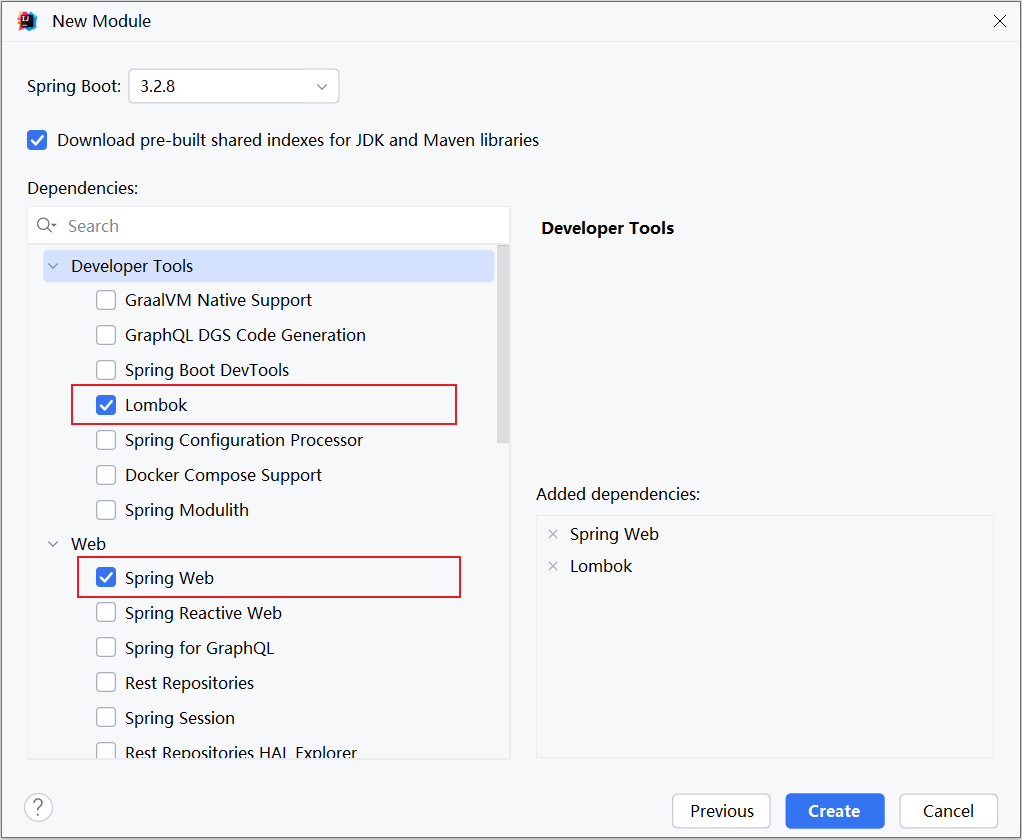 New Module
Spring Boot: 3.2.8
Download pre-built shared indexes for JDK and Maven libraries
Dependencies:
Search
Developer Tools
GraalVM Native Support
GraphQL DGS Code Generation
Spring Boot DevTools
Lombok
Spring Configuration Processor
Docker Compose Support
Spring Modulith
Web
Spring Web
Spring Reactive Web
Spring for GraphQL
Rest Repositories
Spring Session
Rest Repositories HAL Explorer
Developer Tools
Added dependencies:
Spring Web
Lombok
?
Previous
Create
Cancel